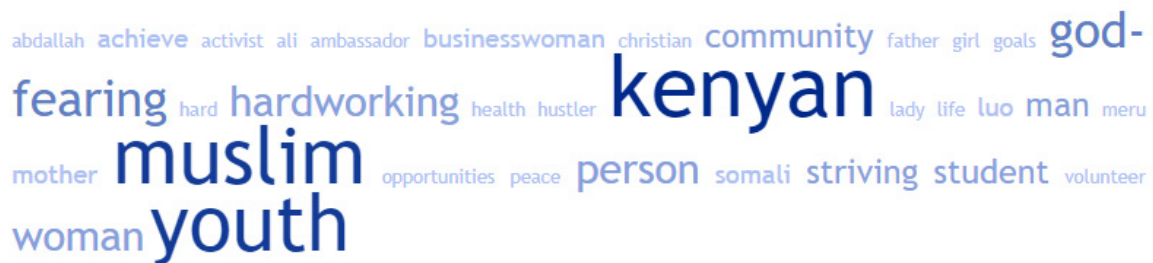 abdallah achieve activist ali ambassador businesswoman christian community father girl goals god-
fearing hard hardworking health hustler kenyan lady life luo man meru
mother muslim opportunities peace person somali striving student volunteer
woman youth